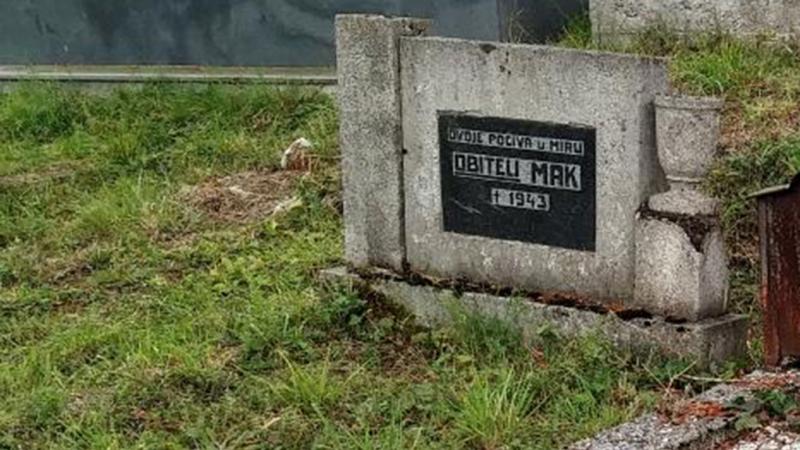 OVDJE POČIVA U MIRU
OBITELJ MAK
† 1943